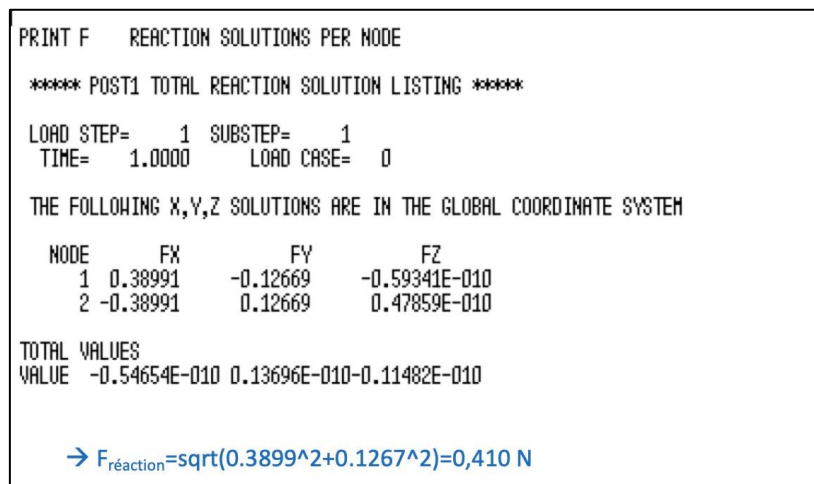 PRINT F REACTION SOLUTIONS PER NODE
***** POST1 TOTAL REACTION SOLUTION LISTING *****
LOAD STEP= 1 SUBSTEP= 1
TIME= 1.0000 LOAD CASE= 0
THE FOLLOWING X,Y,Z SOLUTIONS ARE IN THE GLOBAL COORDINATE SYSTEM
NODE FX FY FZ
1 0.38991 -0.12669 -0.59341E-010
2 -0.38991 0.12669 0.47859E-010
TOTAL VALUES
VALUE -0.54654E-010 0.13696E-010-0.11482E-010
→ Fréaction=sqrt(0.3899^2+0.1267^2)=0,410 N